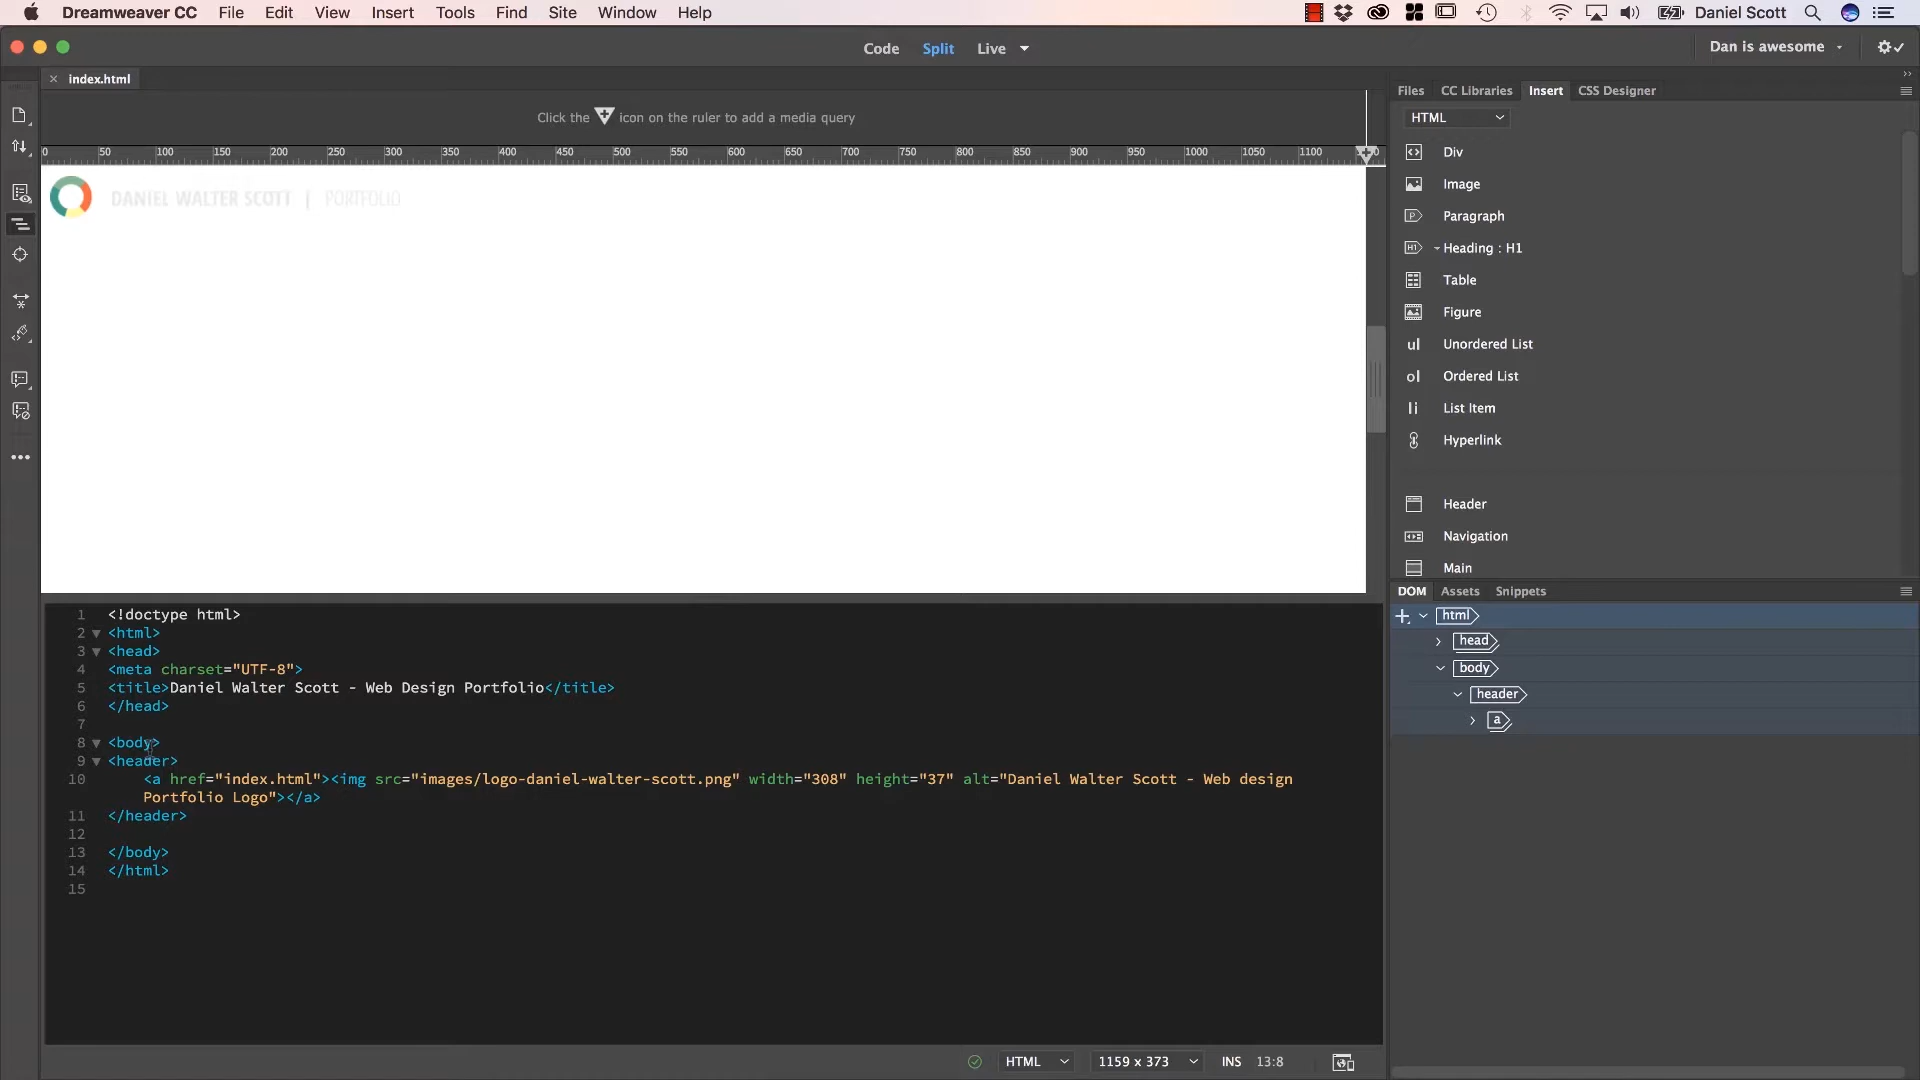 Dreamweaver CC File Edit View Insert Tools Find Site Window Help Daniel Scott
Code Split Live Dan is awesome
index.html
Files CC Libraries Insert CSS Designer
Click the icon on the ruler to add a media query
HTML
0 50 100 150 200 250 300 350 400 450 500 550 600 650 700 750 800 850 900 950 1000 1050 1100
DANIEL WALTER SCOTT | PORTFOLIO
Div
Image
P Paragraph
H1 Heading : H1
Table
Figure
ul Unordered List
ol Ordered List
li List Item
Hyperlink
Header
Navigation
Main
DOM Assets Snippets
html
head
body
header
a
1 <!doctype html>
2 <html>
3 <head>
4 <meta charset="UTF-8">
5 <title>Daniel Walter Scott - Web Design Portfolio</title>
6 </head>
7
8 <body>
9 <header>
10 <a href="index.html"><img src="images/logo-daniel-walter-scott.png" width="308" height="37" alt="Daniel Walter Scott - Web design
Portfolio Logo"></a>
11 </header>
12
13 </body>
14 </html>
15
HTML 1159 x 373 INS 13:8